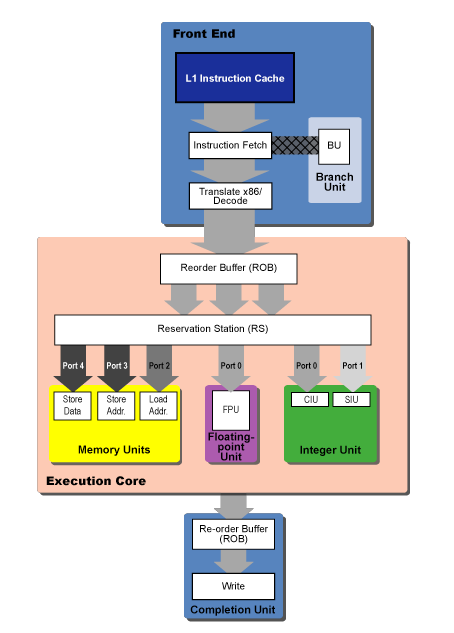 Front End
L1 Instruction Cache
Instruction Fetch
BU
Branch
Unit
Translate x86/
Decode
Reorder Buffer (ROB)
Reservation Station (RS)
Port 4
Port 3
Port 2
Port 0
Port 0
Port 1
Store
Data
Store
Addr.
Load
Addr.
FPU
CIU
SIU
Memory Units
Floating-
point
Unit
Integer Unit
Execution Core
Re-order Buffer
(ROB)
Write
Completion Unit